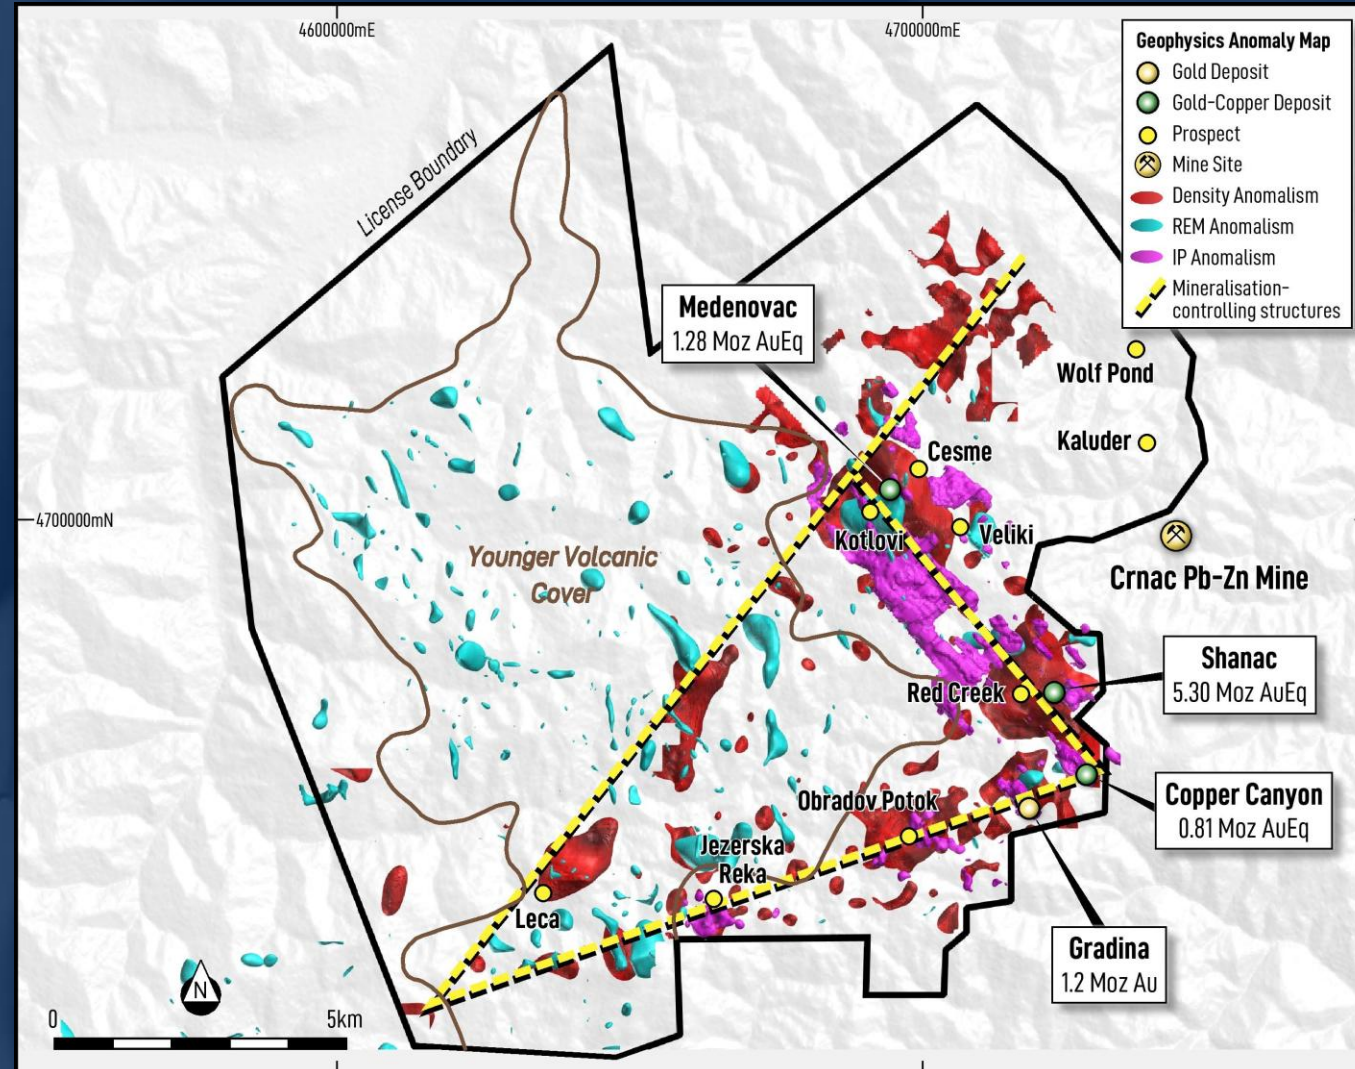 4600000mE
4700000mE
Geophysics Anomaly Map
Gold Deposit
Gold-Copper Deposit
Prospect
Mine Site
Density Anomalism
REM Anomalism
IP Anomalism
Mineralisation-
controlling structures
License Boundary
Medenovac
1.28 Moz AuEq
Wolf Pond
Kaluder
Cesme
4700000mN
Kotlovi
Veliki
Younger Volcanic
Cover
Crnac Pb-Zn Mine
Shanac
5.30 Moz AuEq
Red Creek
Copper Canyon
0.81 Moz AuEq
Obradov Potok
Jezerska
Reka
Leca
Gradina
1.2 Moz Au
N
0
5km